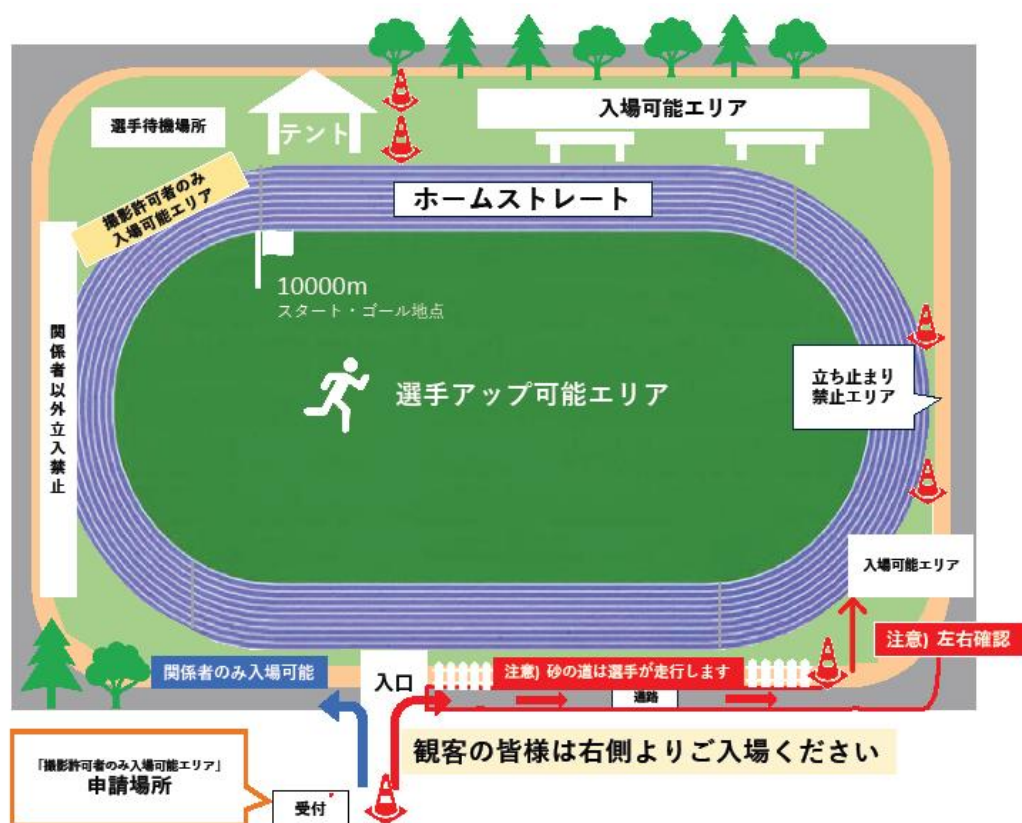 選手待機場所
テント
入場可能エリア
撮影許可者のみ
入場可能エリア
ホームストレート
10000m
スタート・ゴール地点
関係者以外立入禁止
選手アップ可能エリア
立ち止まり
禁止エリア
入場可能エリア
注意) 左右確認
関係者のみ入場可能
入口
注意) 砂の道は選手が走行します
通路
観客の皆様は右側よりご入場ください
「撮影許可者のみ入場可能エリア」
申請場所
受付